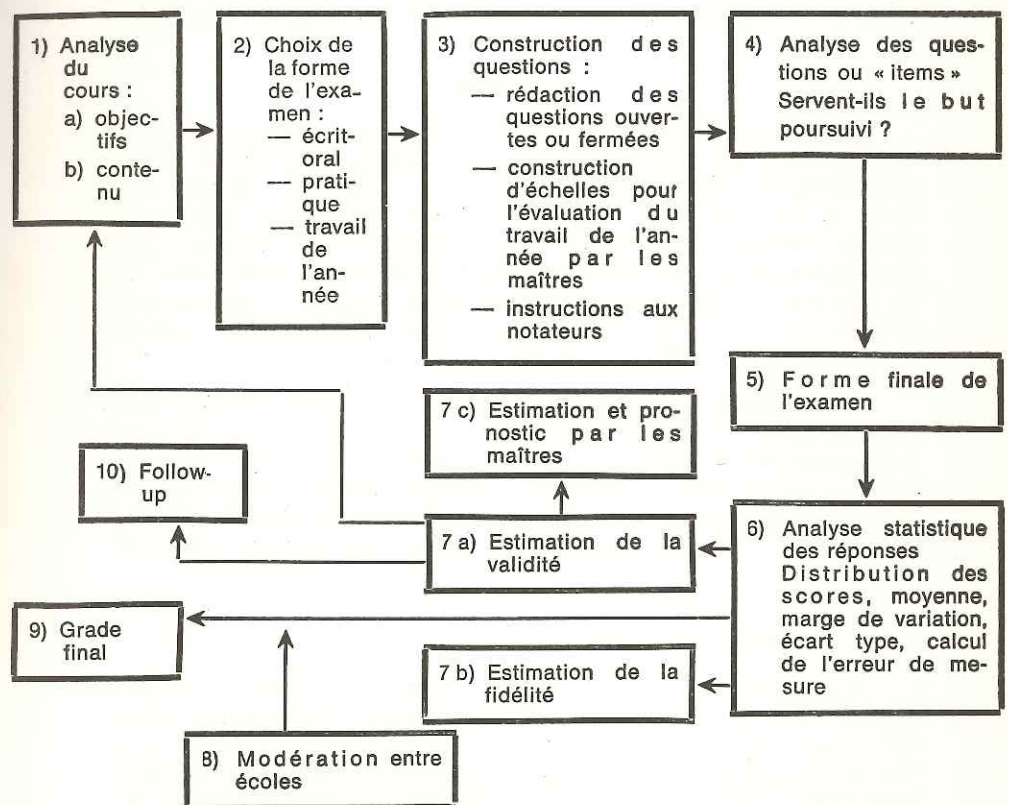 1) Analyse
du
cours :
a) objec-
tifs
b) conte-
nu
2) Choix de
la forme
de l'exa-
men :
— écrit-
oral
— prati-
que
— travail
de
l'an-
née
3) Construction des
questions :
— rédaction des
questions ouver-
tes ou fermées
— construction
d'échelles pour
l'évaluation du
travail de l'an-
née par les
maîtres
— instructions aux
notateurs
4) Analyse des ques-
tions ou « items »
Servent-ils le but
poursuivi ?
5) Forme finale de
l'examen
7 c) Estimation et pro-
nostic par les
maîtres
10) Follow-
up
7 a) Estimation de la
validité
6) Analyse statistique
des réponses
Distribution des
scores, moyenne,
marge de variation,
écart type, calcul
de l'erreur de me-
sure
9) Grade
final
7 b) Estimation de la
fidélité
8) Modération entre
écoles